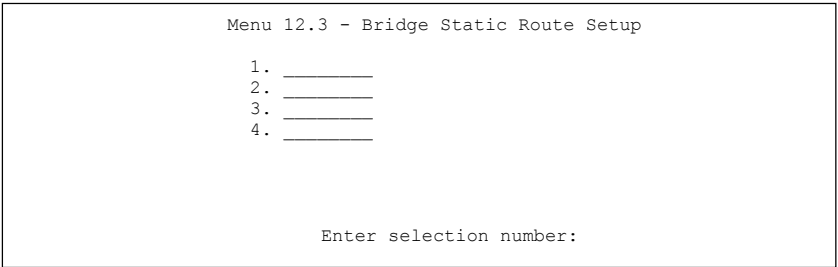 Menu 12.3 - Bridge Static Route Setup
1. ________
2. ________
3. ________
4. ________
Enter selection number: